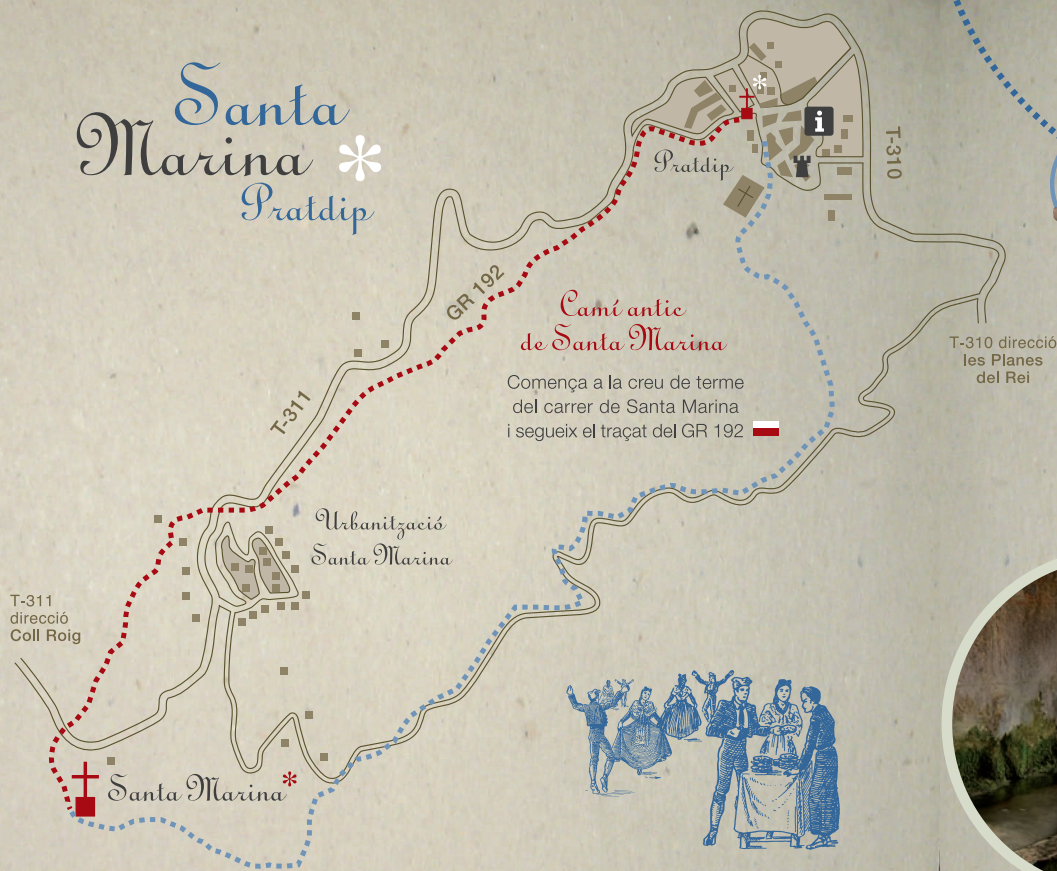 Santa
Marina *
Pratdip
Pratdip
i
T-310
GR 192
Camí antic
de Santa Marina
Comença a la creu de terme
del carrer de Santa Marina
i segueix el traçat del GR 192
T-310 direcció
les Planes
del Rei
T-311
Urbanització
Santa Marina
T-311
direcció
Coll Roig
Santa Marina*